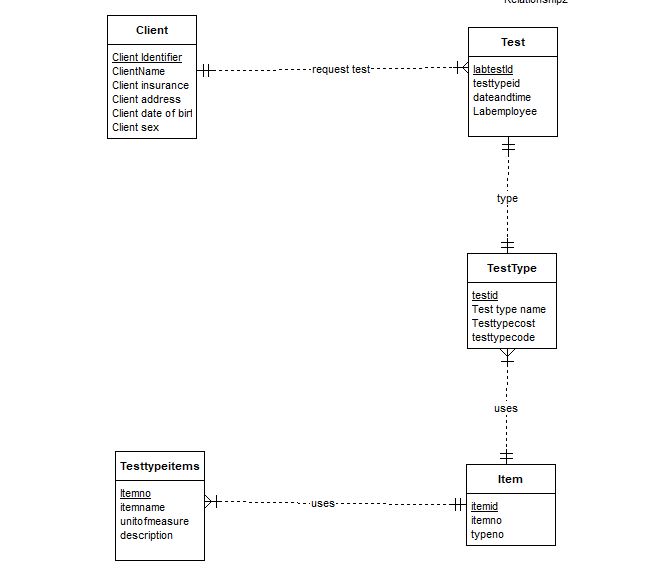 Relationship2
Client
Client Identifier
ClientName
Client insurance
Client address
Client date of birt
Client sex
request test
Test
labtestId
testtypeid
dateandtime
Labemployee
type
TestType
testid
Test type name
Testtypecost
testtypecode
uses
Testtypeitems
Itemno
itemname
unitofmeasure
description
uses
Item
itemid
itemno
typeno